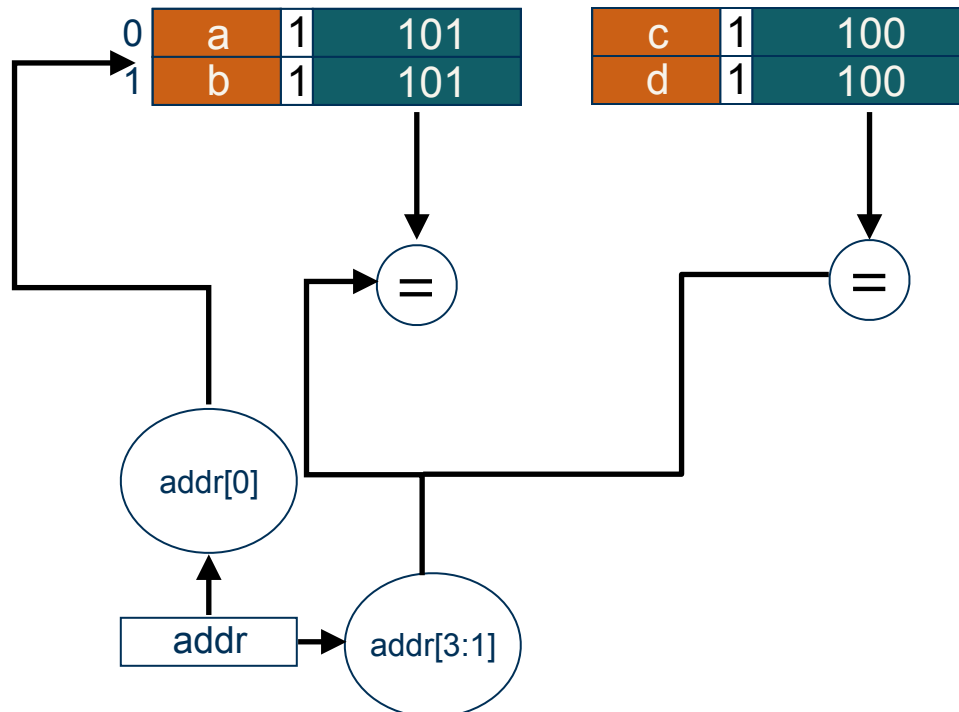 0 a 1 101 c 1 100
1 b 1 101 d 1 100
= =
addr[0]
addr addr[3:1]